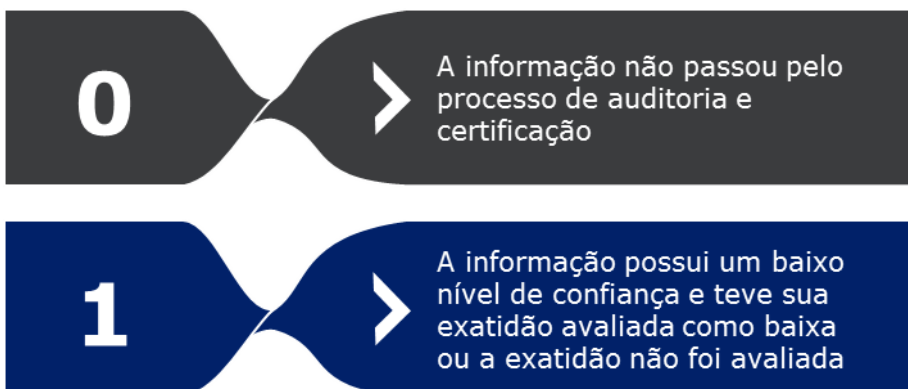 0
A informação não passou pelo
processo de auditoria e
certificação
1
A informação possui um baixo
nível de confiança e teve sua
exatidão avaliada como baixa
ou a exatidão não foi avaliada